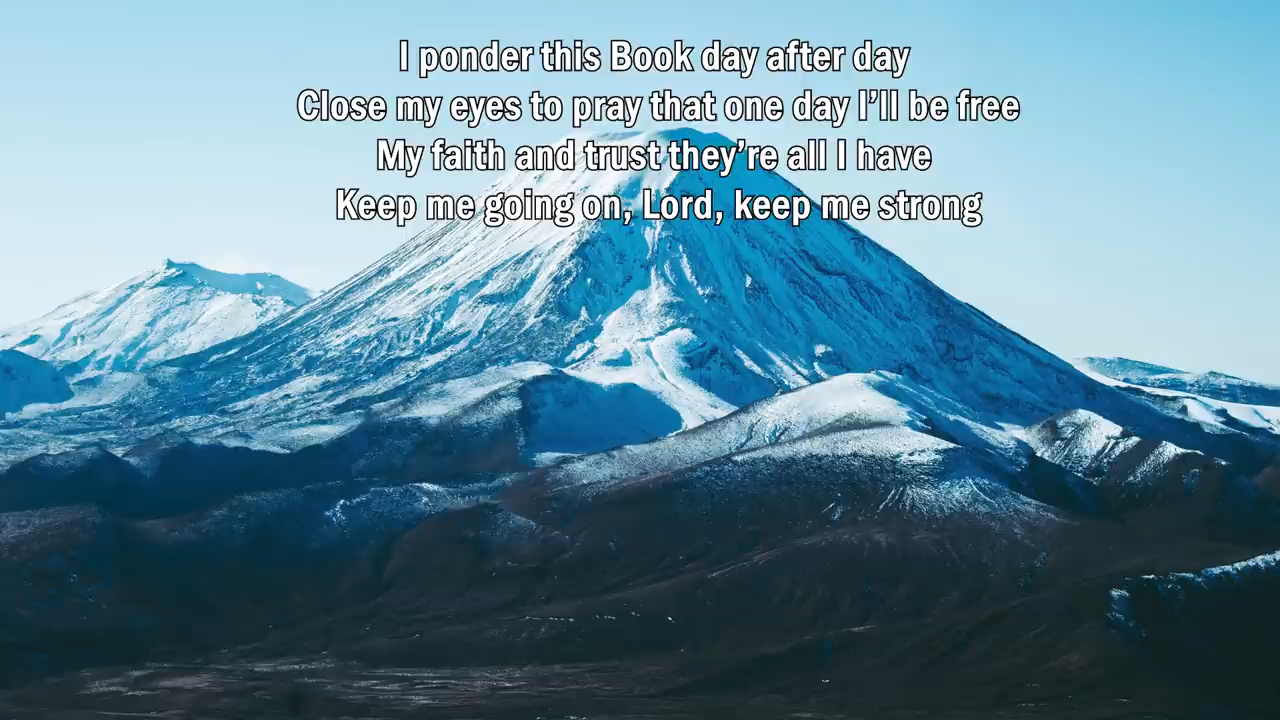 I ponder this Book day after day
Close my eyes to pray that one day I’ll be free
My faith and trust they’re all I have
Keep me going on, Lord, keep me strong